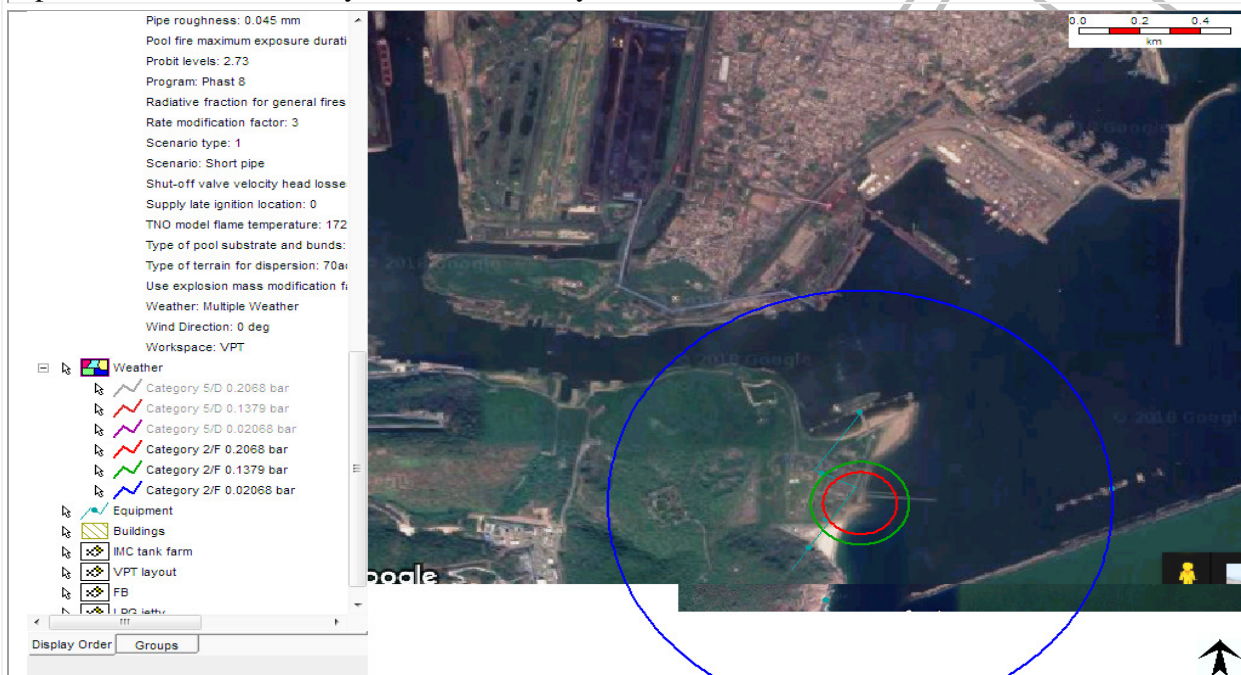 Pipe roughness: 0.045 mm
Pool fire maximum exposure durati
Probit levels: 2.73
Program: Phast 8
Radiative fraction for general fires
Rate modification factor: 3
Scenario type: 1
Scenario: Short pipe
Shut-off valve velocity head losse
Supply late ignition location: 0
TNO model flame temperature: 172
Type of pool substrate and bunds:
Type of terrain for dispersion: 70a
Use explosion mass modification f
Weather: Multiple Weather
Wind Direction: 0 deg
Workspace: VPT
Weather
Category 5/D 0.2068 bar
Category 5/D 0.1379 bar
Category 5/D 0.02068 bar
Category 2/F 0.2068 bar
Category 2/F 0.1379 bar
Category 2/F 0.02068 bar
Equipment
Buildings
IMC tank farm
VPT layout
FB
LPG jetty
Display Order
Groups
0.0 0.2 0.4
km
© 2018 Google
© 2018 Google
© 2018 Google
© 2018 Google
oogle